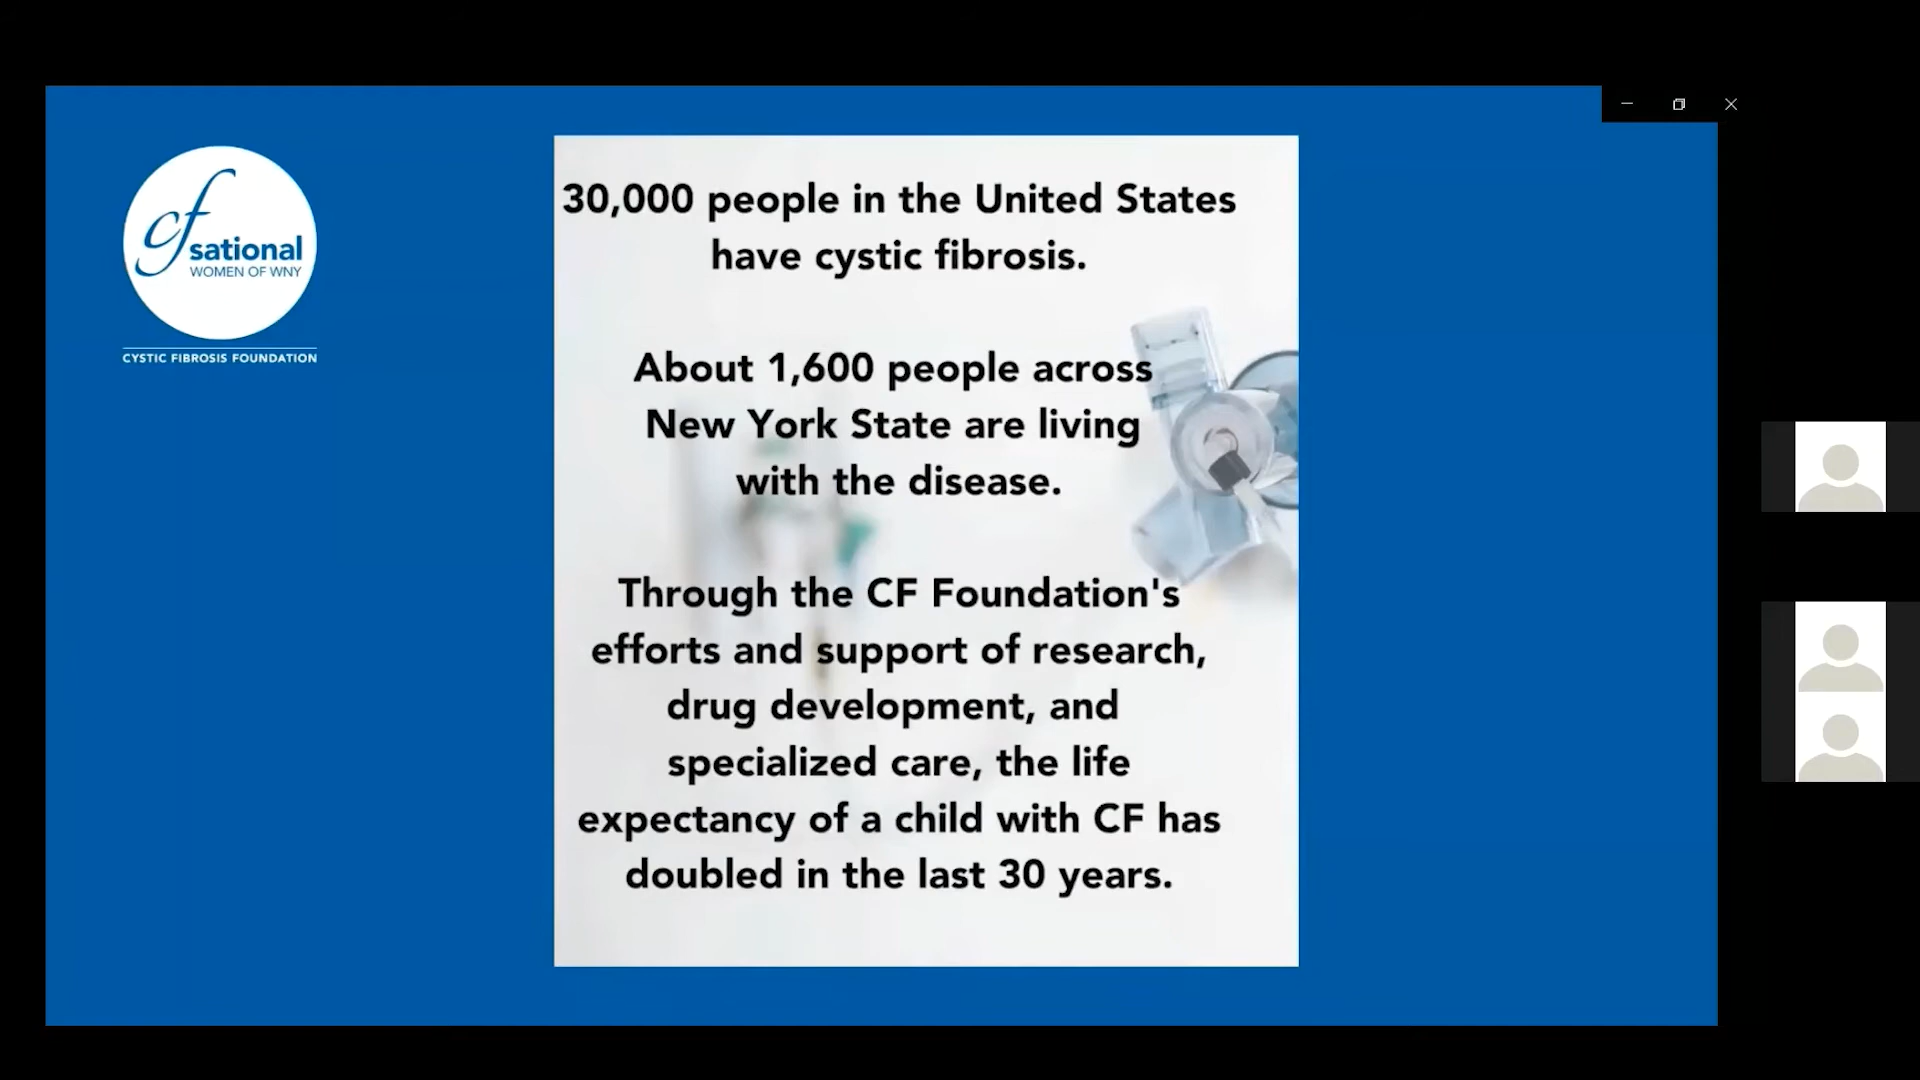 cf
sational
WOMEN OF WNY
CYSTIC FIBROSIS FOUNDATION
30,000 people in the United States
have cystic fibrosis.
About 1,600 people across
New York State are living
with the disease.
Through the CF Foundation's
efforts and support of research,
drug development, and
specialized care, the life
expectancy of a child with CF has
doubled in the last 30 years.